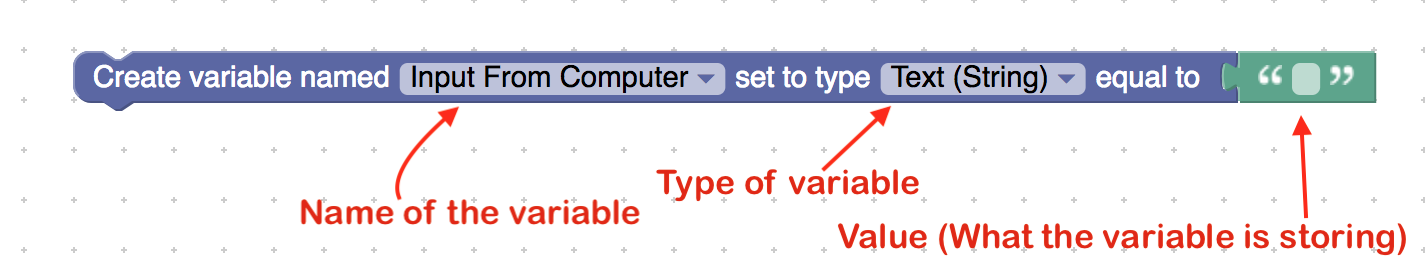 Create variable named Input From Computer set to type Text (String) equal to “ ”
Type of variable
Name of the variable
Value (What the variable is storing)